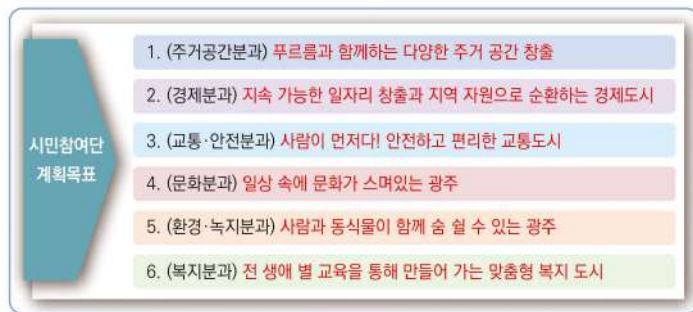 시민참여단
계획목표
1. (주거공간분과) 푸르름과 함께하는 다양한 주거 공간 창출
2. (경제분과) 지속 가능한 일자리 창출과 지역 자원으로 순환하는 경제도시
3. (교통·안전분과) 사람이 먼저다! 안전하고 편리한 교통도시
4. (문화분과) 일상 속에 문화가 스며있는 광주
5. (환경·녹지분과) 사람과 동식물이 함께 숨 쉴 수 있는 광주
6. (복지분과) 전 생애 별 교육을 통해 만들어 가는 맞춤형 복지 도시